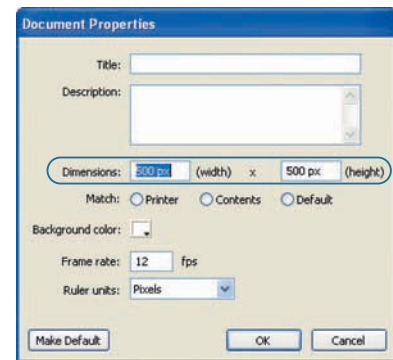 Document Properties
Title:
Description:
Dimensions: 500 px (width) x 500 px (height)
Match: Printer Contents Default
Background color:
Frame rate: 12 fps
Ruler units: Pixels
Make Default OK Cancel